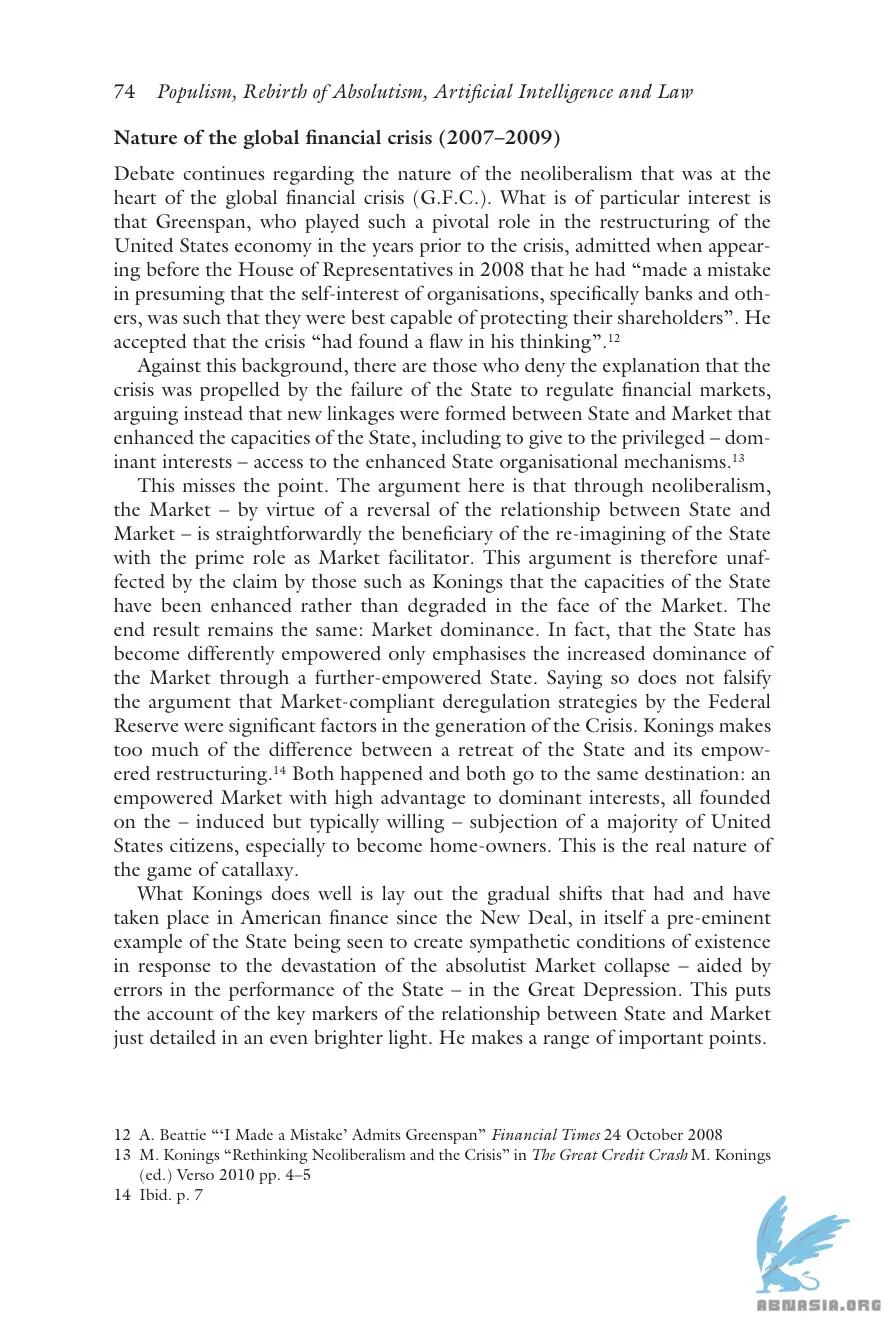 74 Populism, Rebirth of Absolutism, Artificial Intelligence and Law
Nature of the global financial crisis (2007–2009)
Debate continues regarding the nature of the neoliberalism that was at the
heart of the global financial crisis (G.F.C.). What is of particular interest is
that Greenspan, who played such a pivotal role in the restructuring of the
United States economy in the years prior to the crisis, admitted when appear-
ing before the House of Representatives in 2008 that he had “made a mistake
in presuming that the self-interest of organisations, specifically banks and oth-
ers, was such that they were best capable of protecting their shareholders”. He
accepted that the crisis “had found a flaw in his thinking”.¹²
Against this background, there are those who deny the explanation that the
crisis was propelled by the failure of the State to regulate financial markets,
arguing instead that new linkages were formed between State and Market that
enhanced the capacities of the State, including to give to the privileged – dom-
inant interests – access to the enhanced State organisational mechanisms.¹³
This misses the point. The argument here is that through neoliberalism,
the Market – by virtue of a reversal of the relationship between State and
Market – is straightforwardly the beneficiary of the re-imagining of the State
with the prime role as Market facilitator. This argument is therefore unaf-
fected by the claim by those such as Konings that the capacities of the State
have been enhanced rather than degraded in the face of the Market. The
end result remains the same: Market dominance. In fact, that the State has
become differently empowered only emphasises the increased dominance of
the Market through a further-empowered State. Saying so does not falsify
the argument that Market-compliant deregulation strategies by the Federal
Reserve were significant factors in the generation of the Crisis. Konings makes
too much of the difference between a retreat of the State and its empow-
ered restructuring.¹⁴ Both happened and both go to the same destination: an
empowered Market with high advantage to dominant interests, all founded
on the – induced but typically willing – subjection of a majority of United
States citizens, especially to become home-owners. This is the real nature of
the game of catallaxy.
What Konings does well is lay out the gradual shifts that had and have
taken place in American finance since the New Deal, in itself a pre-eminent
example of the State being seen to create sympathetic conditions of existence
in response to the devastation of the absolutist Market collapse – aided by
errors in the performance of the State – in the Great Depression. This puts
the account of the key markers of the relationship between State and Market
just detailed in an even brighter light. He makes a range of important points.
12 A. Beattie “‘I Made a Mistake’ Admits Greenspan” Financial Times 24 October 2008
13 M. Konings “Rethinking Neoliberalism and the Crisis” in The Great Credit Crash M. Konings
(ed.) Verso 2010 pp. 4–5
14 Ibid. p. 7
ABNASIA.ORG